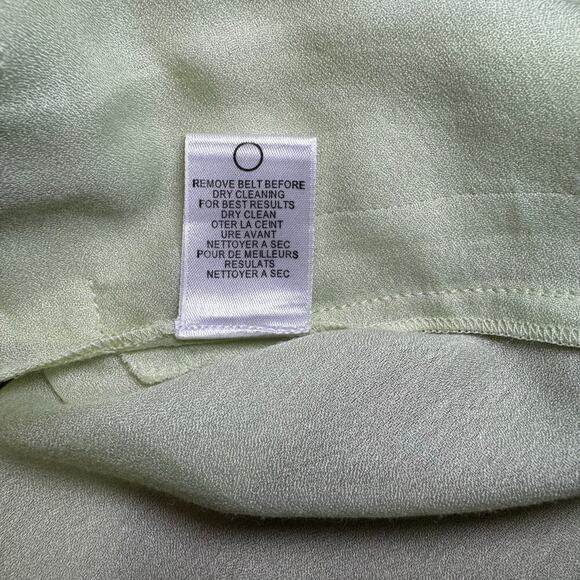 REMOVE BELT BEFORE
DRY CLEANING
FOR BEST RESULTS
DRY CLEAN
OTER LA CEINT
URE AVANT
NETTOYER A SEC
POUR DE MEILLEURS
RESULATS
NETTOYER A SEC